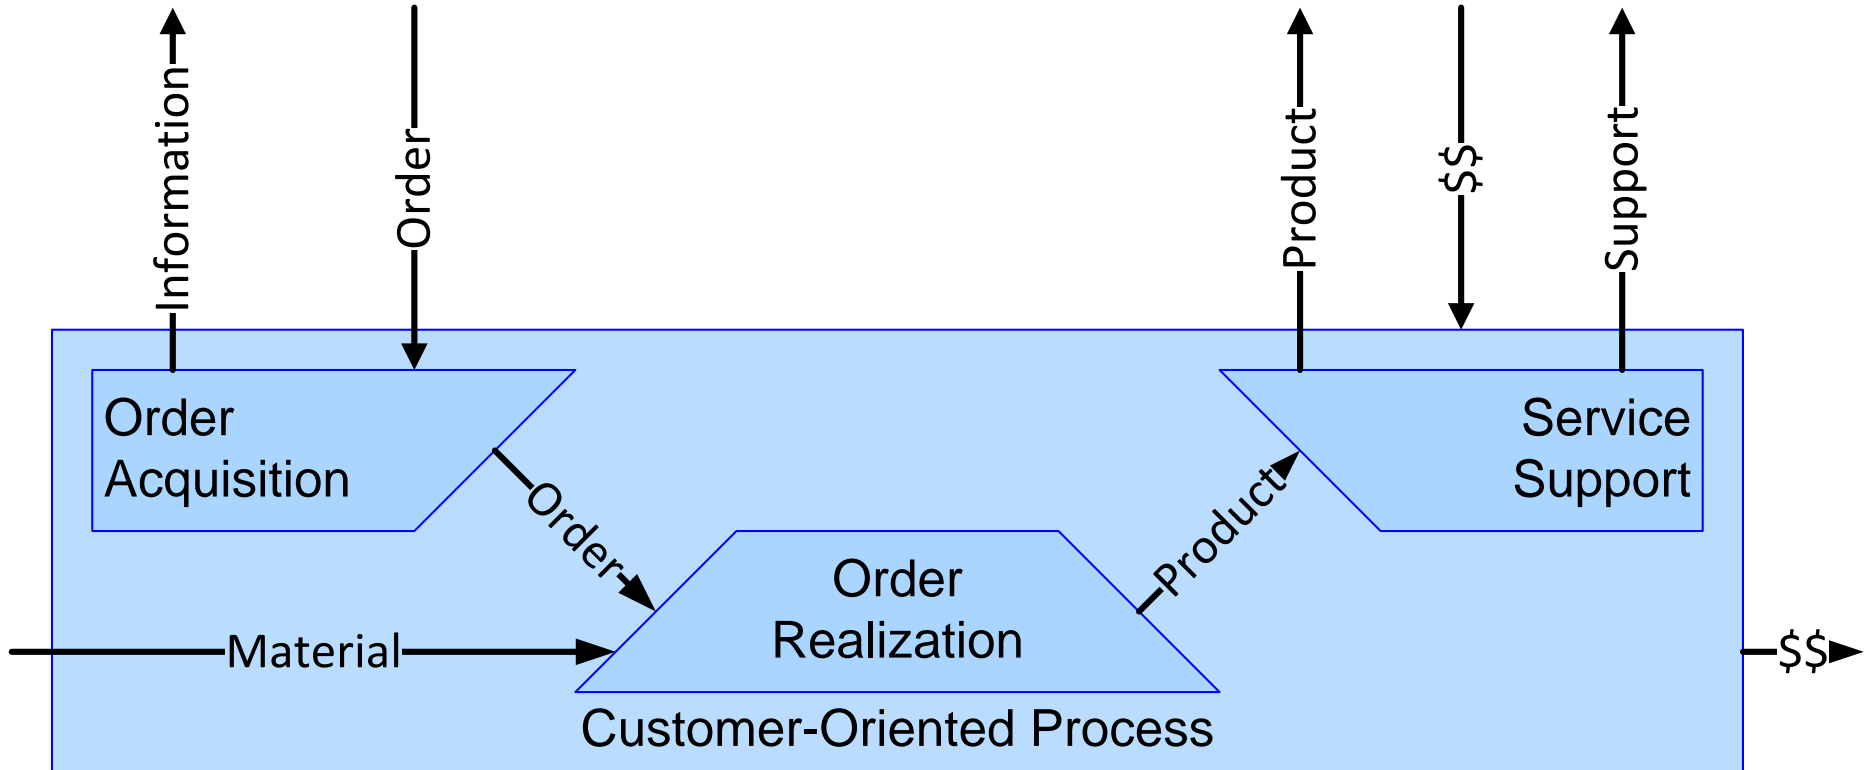 Information
Order
Product
$$
Support
Order
Acquisition
Service
Support
Order
Product
Order
Realization
Material
$$
Customer-Oriented Process